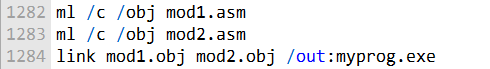 1282 ml /c /obj mod1.asm
1283 ml /c /obj mod2.asm
1284 link mod1.obj mod2.obj /out:myprog.exe